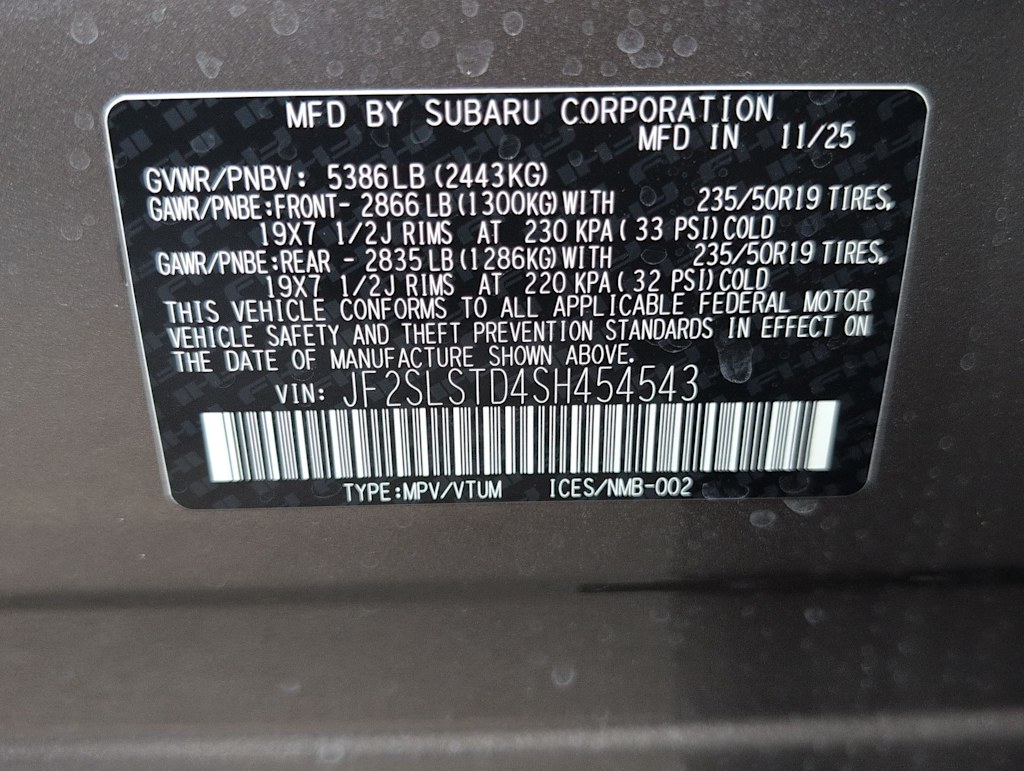 MFD BY SUBARU CORPORATION
MFD IN 11/25
GVWR/PNBV: 5386LB(2443KG)
GAWR/PNBE:FRONT- 2866LB(1300KG)WITH 235/50R19 TIRES,
19X7 1/2J RIMS AT 230 KPA( 33 PSI)COLD
GAWR/PNBE:REAR - 2835LB(1286KG)WITH 235/50R19 TIRES,
19X7 1/2J RIMS AT 220 KPA( 32 PSI)COLD
THIS VEHICLE CONFORMS TO ALL APPLICABLE FEDERAL MOTOR
VEHICLE SAFETY AND THEFT PREVENTION STANDARDS IN EFFECT ON
THE DATE OF MANUFACTURE SHOWN ABOVE.
VIN: JF2SLSTD4SH454543
TYPE:MPV/VTUM ICES/NMB-002